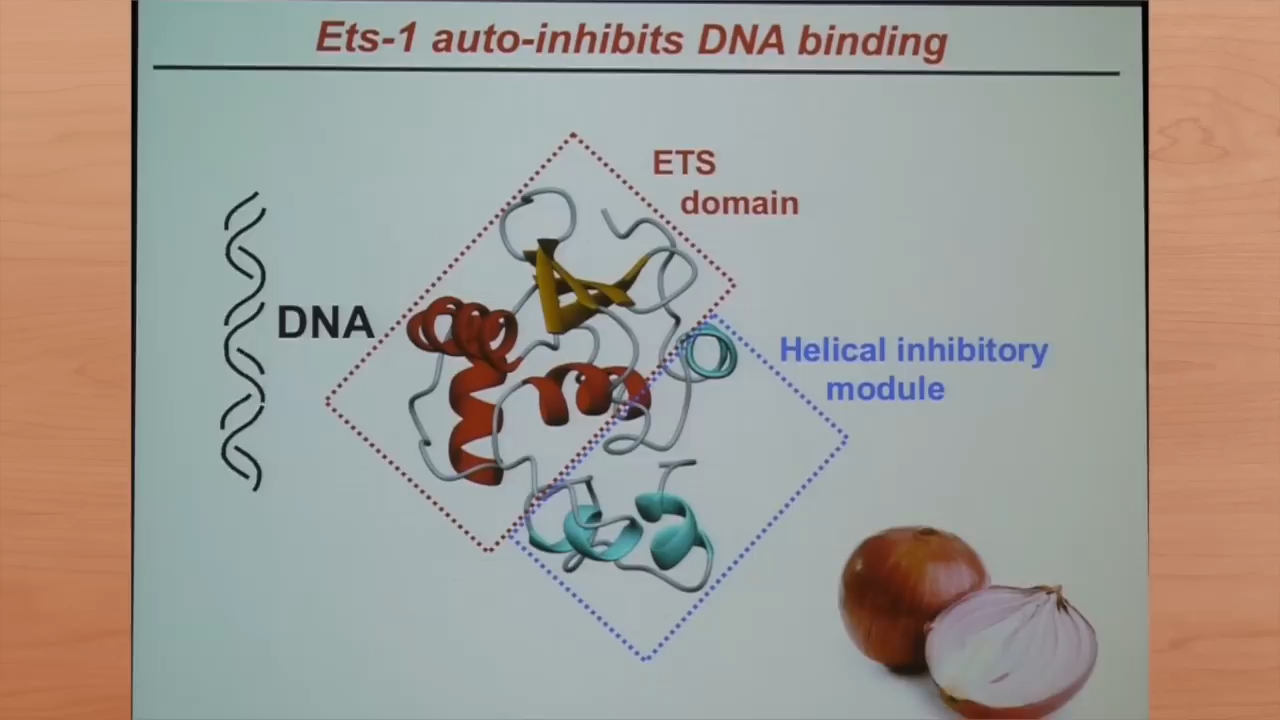 Ets-1 auto-inhibits DNA binding
ETS
domain
DNA
Helical inhibitory
module